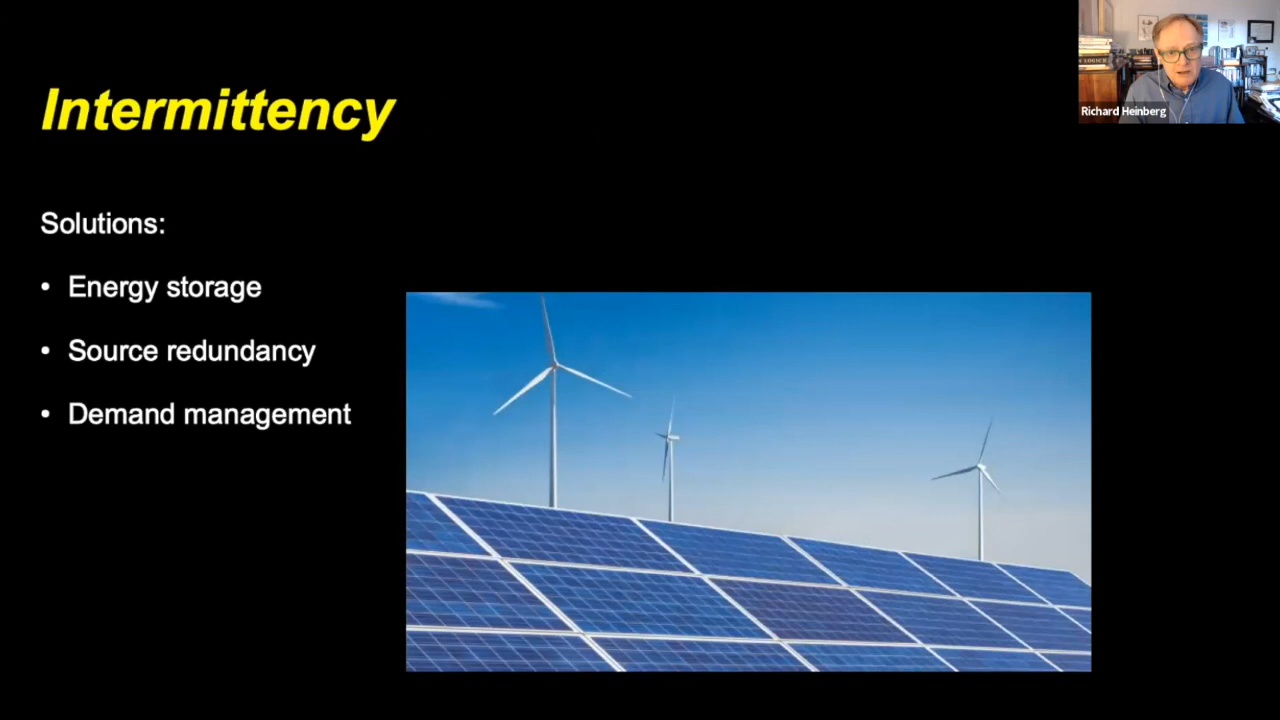 Intermittency
Richard Heinberg
Solutions:
• Energy storage
• Source redundancy
• Demand management